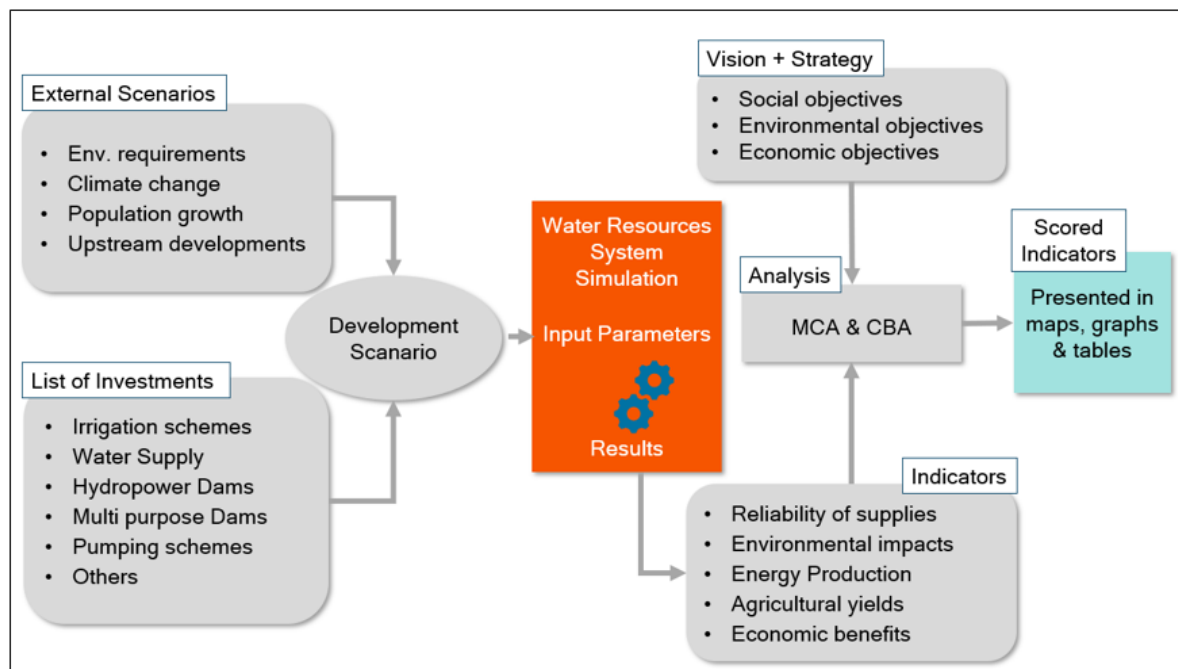 External Scenarios
• Env. requirements
• Climate change
• Population growth
• Upstream developments
List of Investments
• Irrigation schemes
• Water Supply
• Hydropower Dams
• Multi purpose Dams
• Pumping schemes
• Others
Development
Scanario
Water Resources
System
Simulation
Input Parameters
Results
Vision + Strategy
• Social objectives
• Environmental objectives
• Economic objectives
Analysis
MCA & CBA
Indicators
• Reliability of supplies
• Environmental impacts
• Energy Production
• Agricultural yields
• Economic benefits
Scored
Indicators
Presented in
maps, graphs
& tables